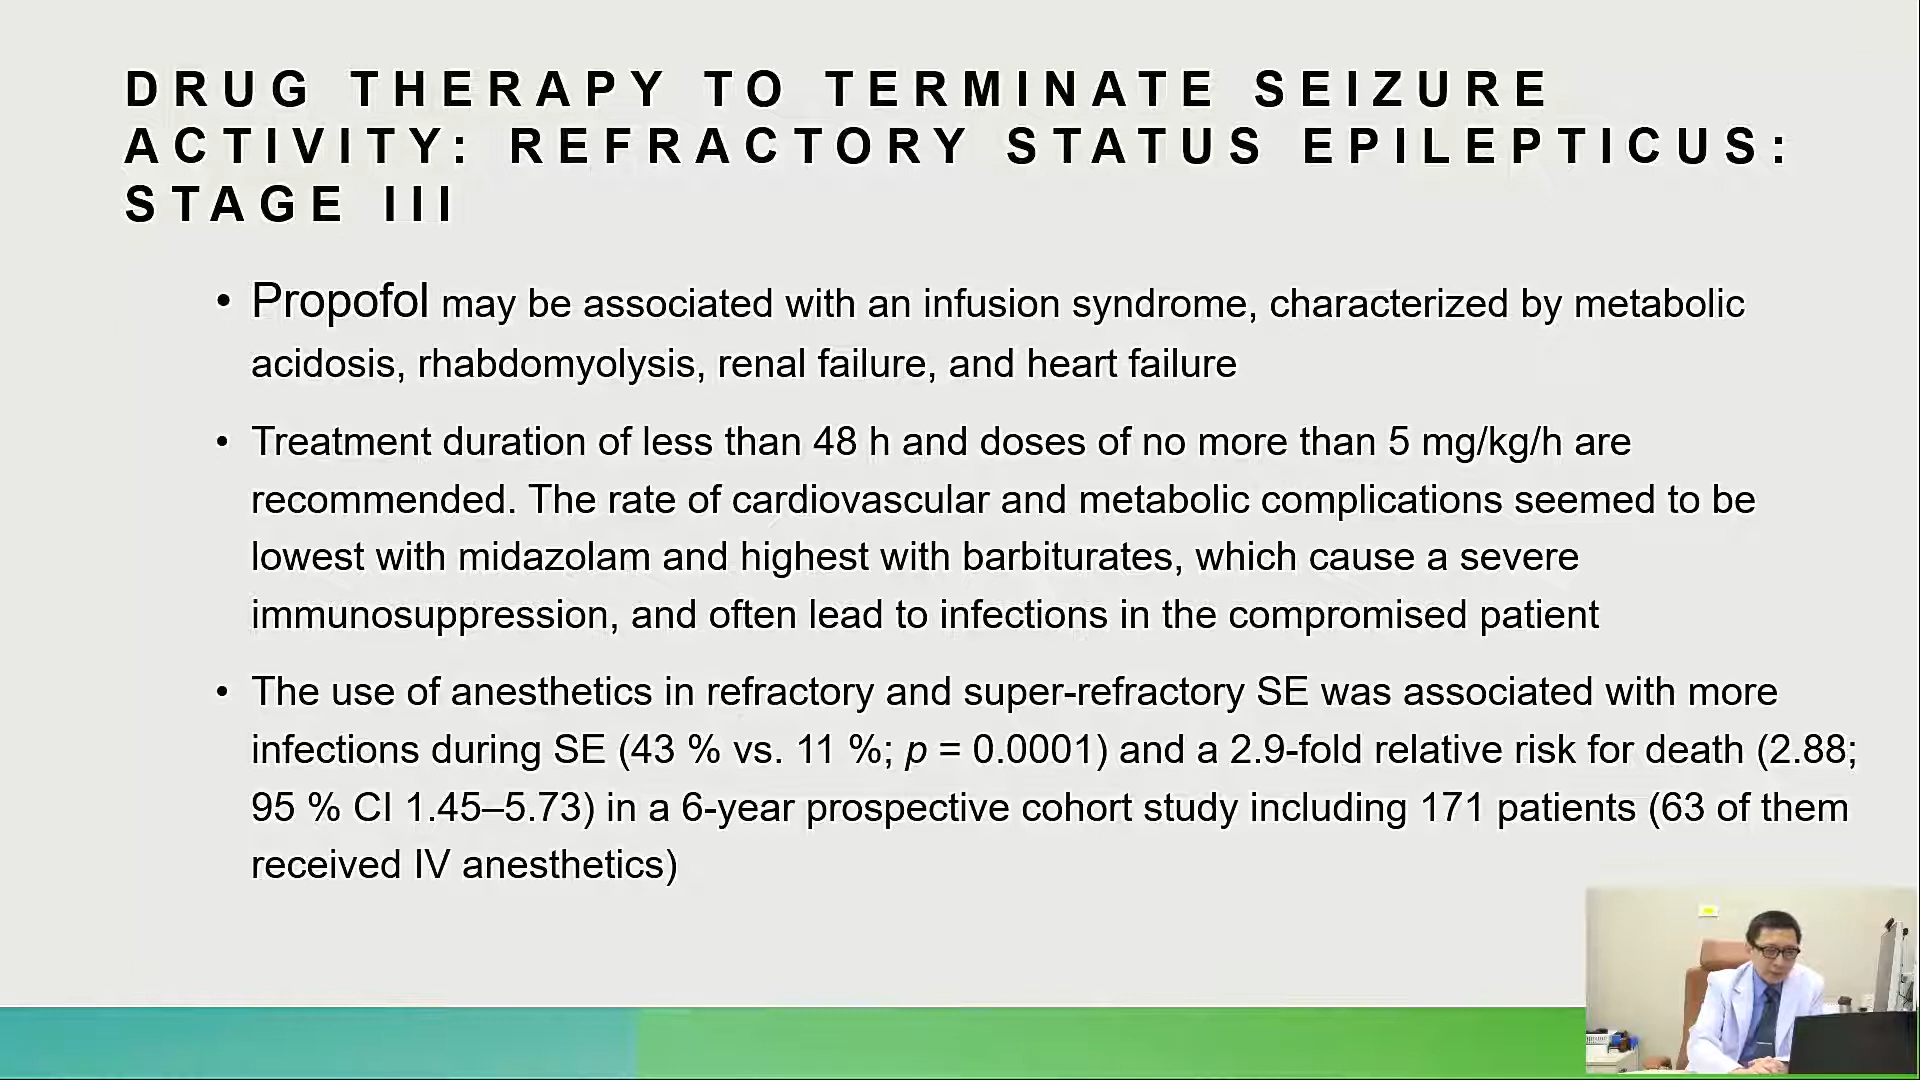 DRUG THERAPY TO TERMINATE SEIZURE
ACTIVITY: REFRACTORY STATUS EPILEPTICUS:
STAGE III
• Propofol may be associated with an infusion syndrome, characterized by metabolic
acidosis, rhabdomyolysis, renal failure, and heart failure
• Treatment duration of less than 48 h and doses of no more than 5 mg/kg/h are
recommended. The rate of cardiovascular and metabolic complications seemed to be
lowest with midazolam and highest with barbiturates, which cause a severe
immunosuppression, and often lead to infections in the compromised patient
• The use of anesthetics in refractory and super-refractory SE was associated with more
infections during SE (43 % vs. 11 %; p = 0.0001) and a 2.9-fold relative risk for death (2.88;
95 % CI 1.45–5.73) in a 6-year prospective cohort study including 171 patients (63 of them
received IV anesthetics)